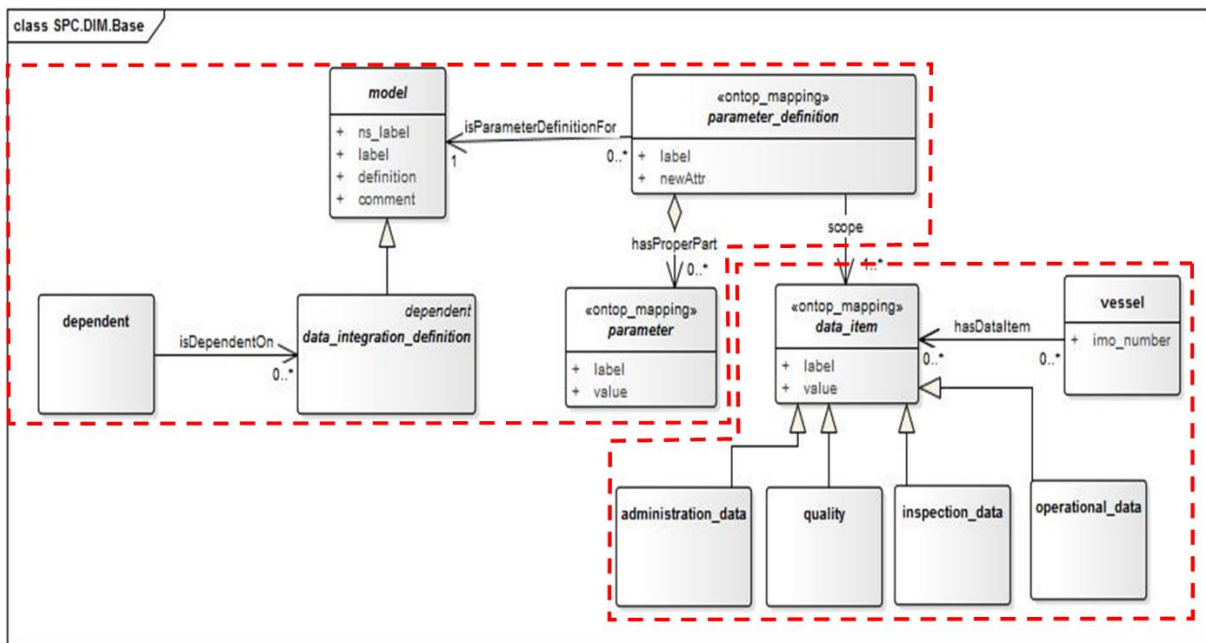 class SPC.DIM.Base
model
+ ns_label
+ label
+ definition
+ comment
isParameterDefinitionFor
1
0..*
«ontop_mapping»
parameter_definition
+ label
+ newAttr
hasProperPart
0..*
scope
1..*
dependent
isDependentOn
0..*
dependent
data_integration_definition
«ontop_mapping»
parameter
+ label
+ value
«ontop_mapping»
data_item
+ label
+ value
hasDataItem
0..*
0..*
vessel
+ imo_number
administration_data
quality
inspection_data
operational_data